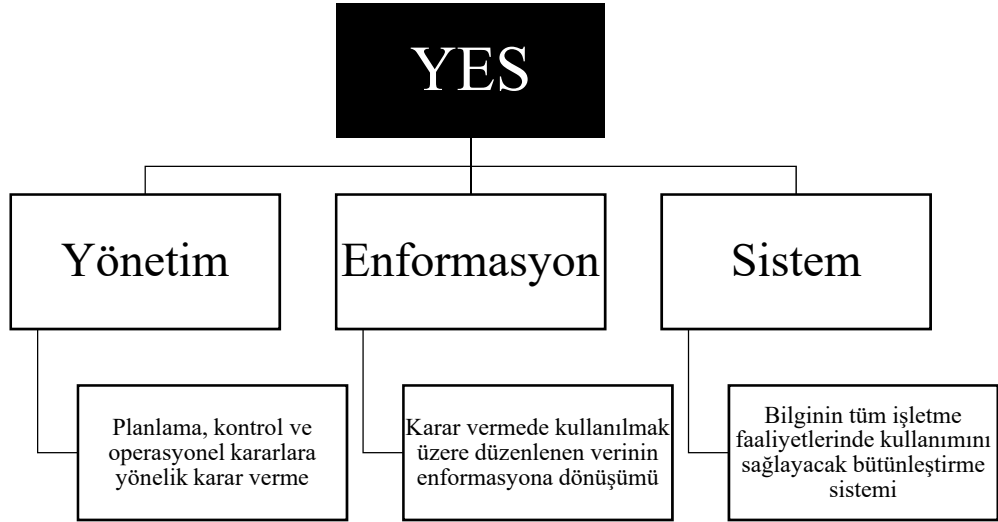 YES
Yönetim
Enformasyon
Sistem
Planlama, kontrol ve
operasyonel kararlara
yönelik karar verme
Karar vermede kullanılmak
üzere düzenlenen verinin
enformasyona dönüşümü
Bilginin tüm işletme
faaliyetlerinde kullanımını
sağlayacak bütünleştirme
sistemi